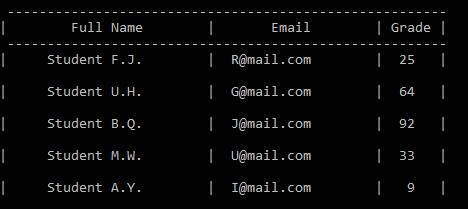 -------------------------------------------------------
|        Full Name        |       Email        | Grade  |
-------------------------------------------------------
|     Student F.J.        |  R@mail.com        |  25   |
|     Student U.H.        |  G@mail.com        |  64   |
|     Student B.Q.        |  J@mail.com        |  92   |
|     Student M.W.        |  U@mail.com        |  33   |
|     Student A.Y.        |  I@mail.com        |   9   |